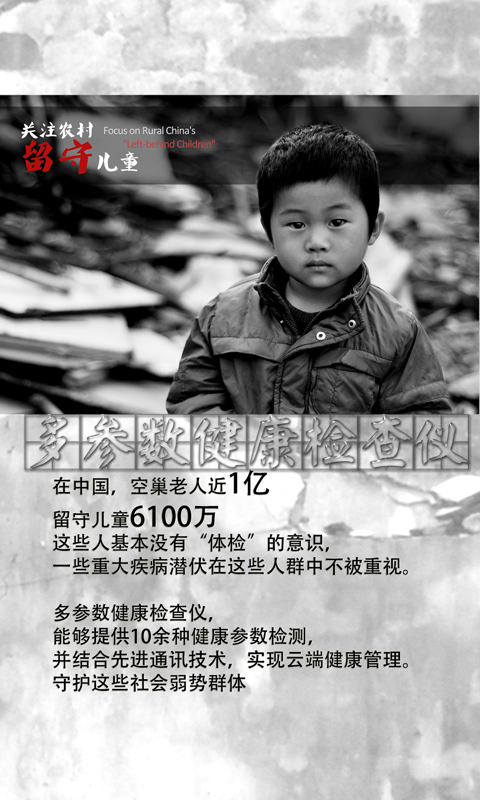 关注农村 Focus on Rural China's
留守儿童 "Left-behind Children"
多参数健康检查仪
在中国，空巢老人近1亿
留守儿童6100万
这些人基本没有“体检”的意识，
一些重大疾病潜伏在这些人群中不被重视。
多参数健康检查仪，
能够提供10余种健康参数检测，
并结合先进通讯技术，实现云端健康管理。
守护这些社会弱势群体